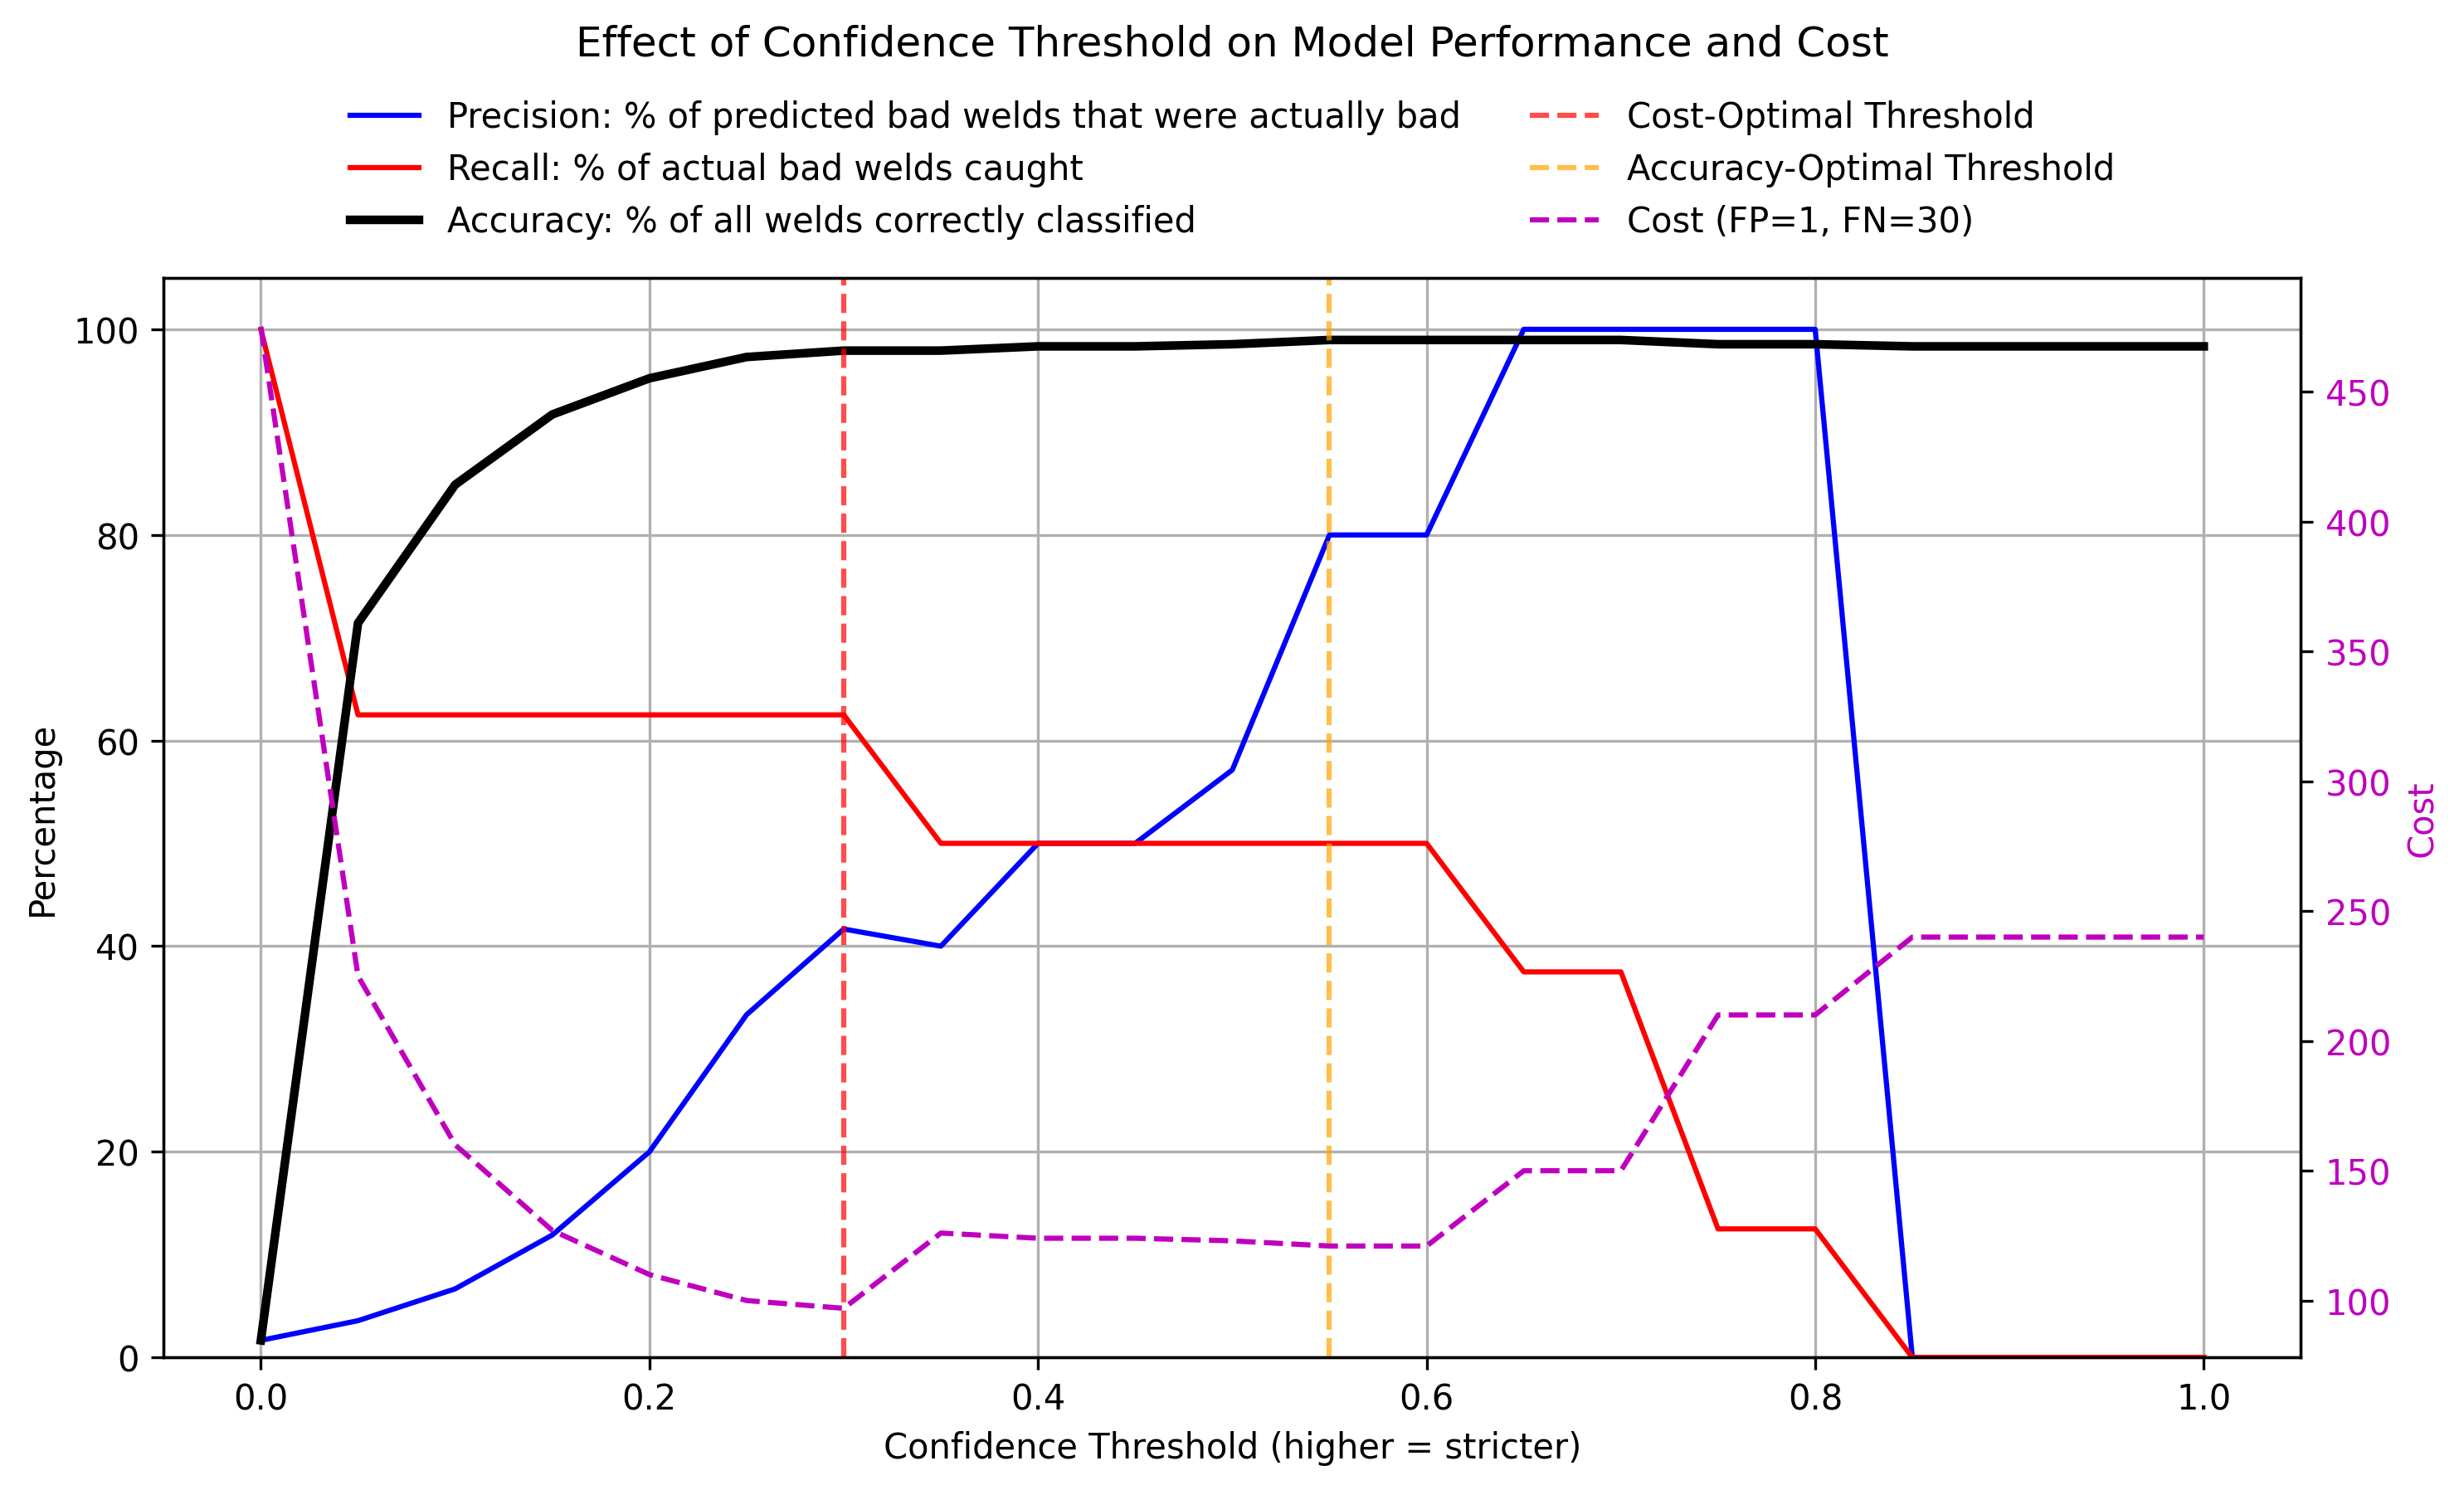 Effect of Confidence Threshold on Model Performance and Cost
Precision: % of predicted bad welds that were actually bad
Recall: % of actual bad welds caught
Accuracy: % of all welds correctly classified
Cost-Optimal Threshold
Accuracy-Optimal Threshold
Cost (FP=1, FN=30)
Percentage
100
80
60
40
20
0
450
400
350
300
250
200
150
100
Cost
0.0 0.2 0.4 0.6 0.8 1.0
Confidence Threshold (higher = stricter)